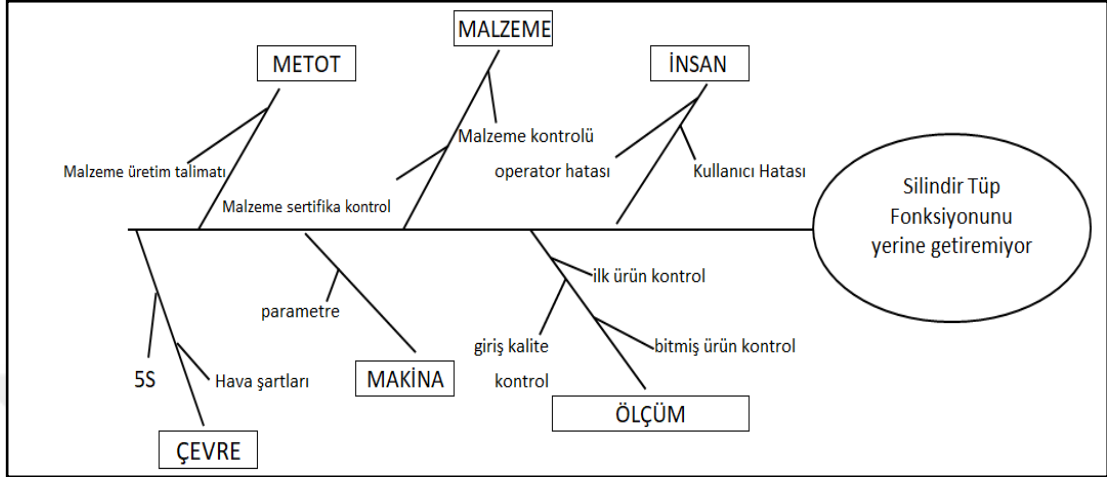 MALZEME
METOT
İNSAN
Malzeme kontrolü
Malzeme üretim talimatı
operator hatası
Kullanıcı Hatası
Malzeme sertifika kontrol
Silindir Tüp
Fonksiyonunu
yerine getiremiyor
ilk ürün kontrol
parametre
giriş kalite
kontrol
bitmiş ürün kontrol
5S
Hava şartları
MAKİNA
ÖLÇÜM
ÇEVRE